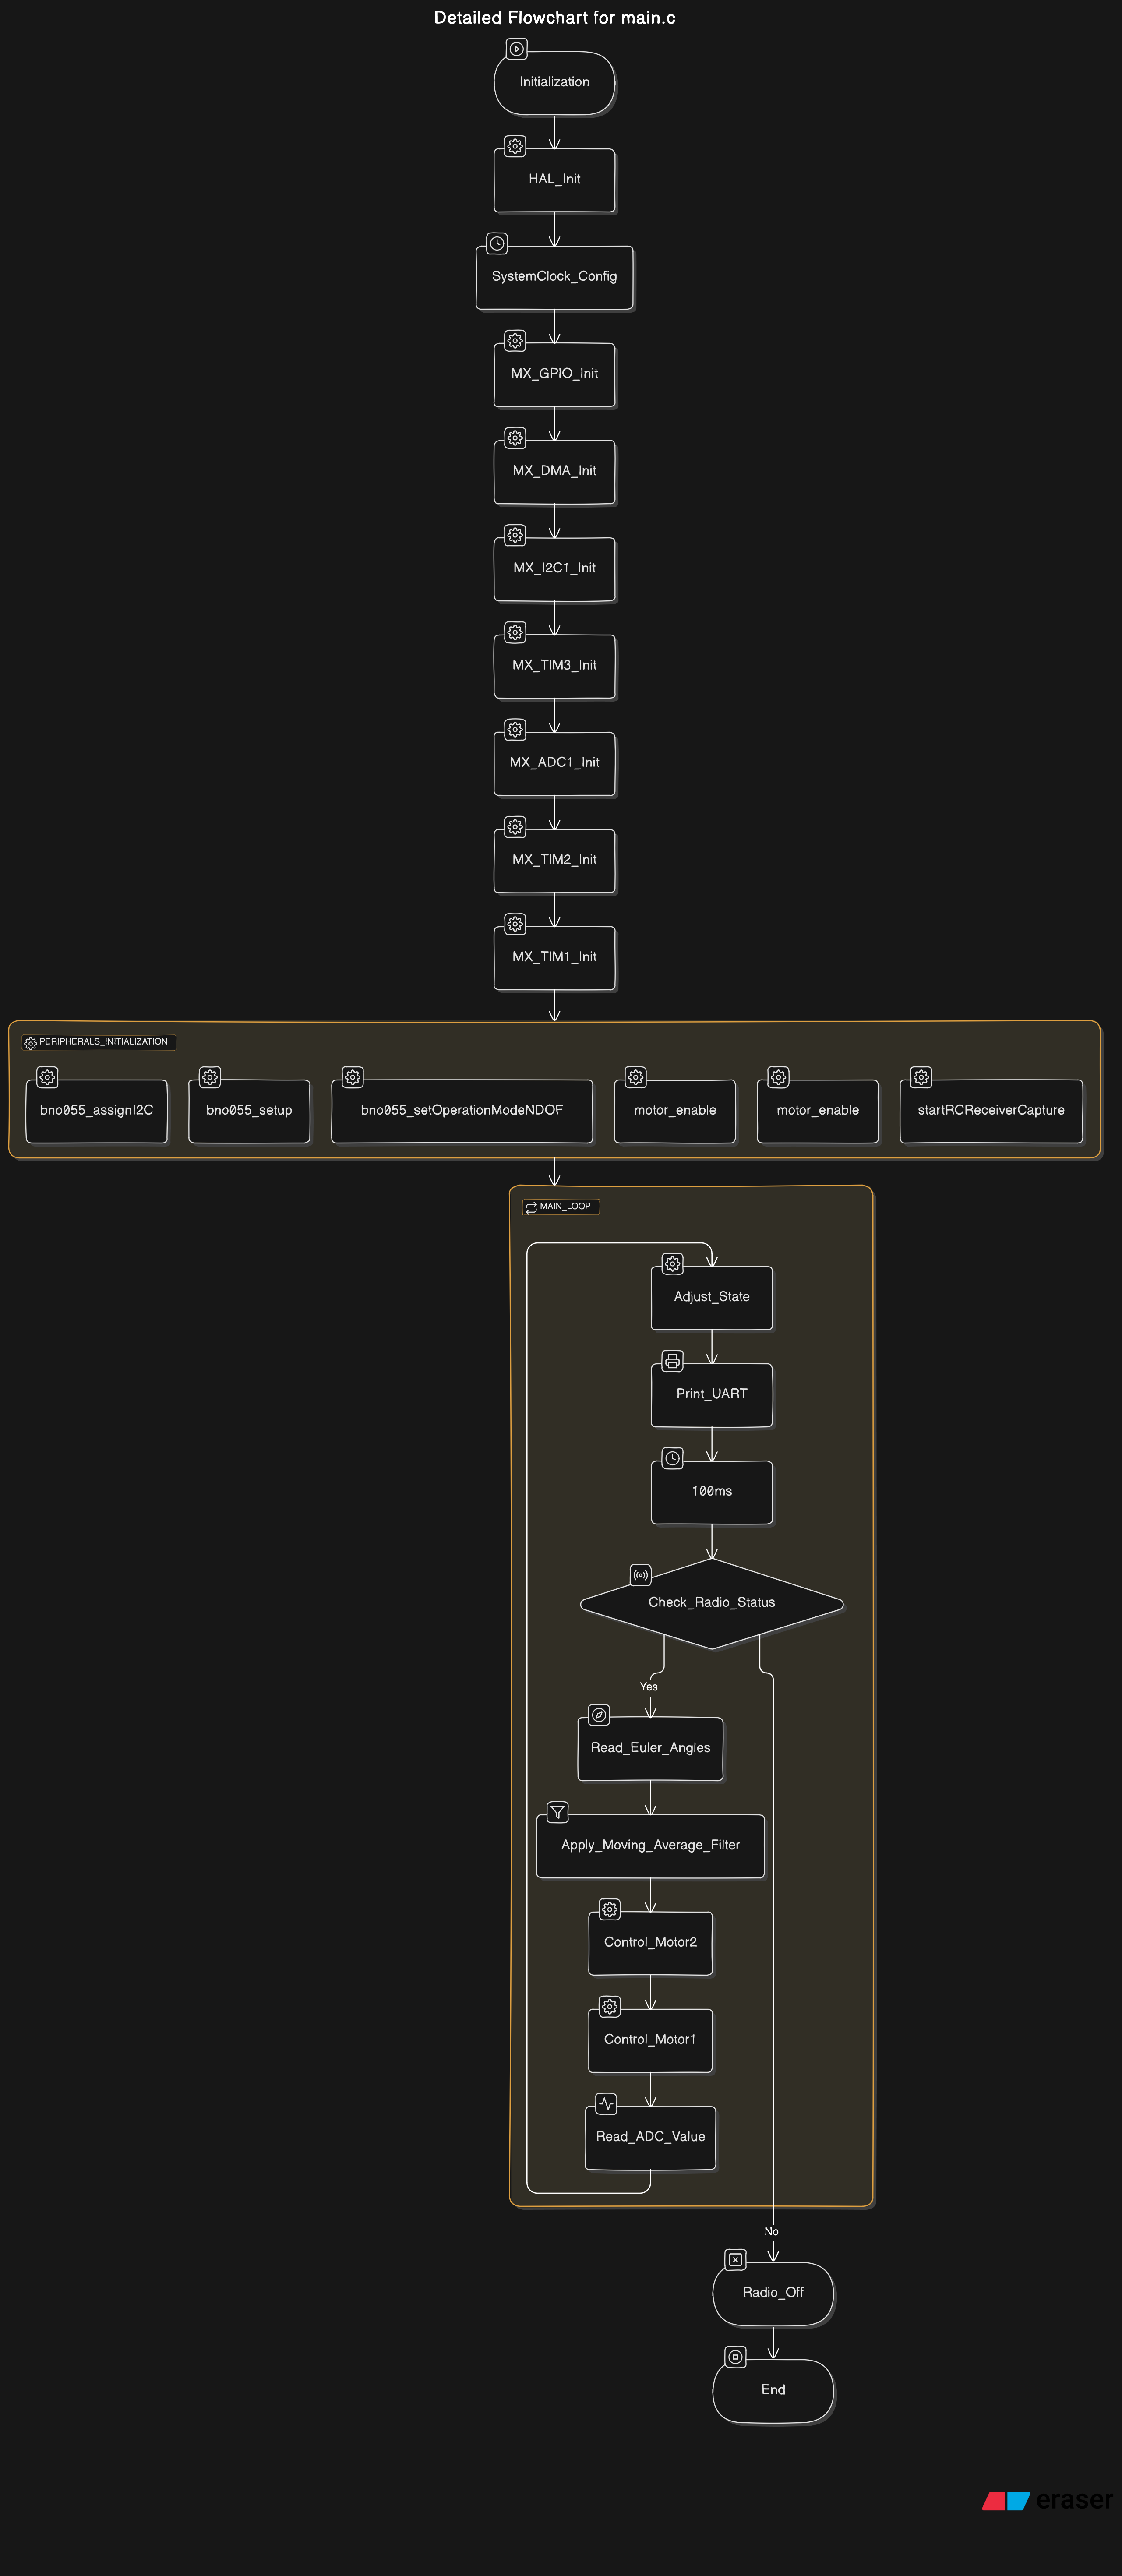 Detailed Flowchart for main.c
Initialization
HAL_Init
SystemClock_Config
MX_GPIO_Init
MX_DMA_Init
MX_I2C1_Init
MX_TIM3_Init
MX_ADC1_Init
MX_TIM2_Init
MX_TIM1_Init
PERIPHERALS_INITIALIZATION
bno055_assignI2C
bno055_setup
bno055_setOperationModeNDOF
motor_enable
motor_enable
startRCReceiverCapture
MAIN_LOOP
Adjust_State
Print_UART
100ms
Check_Radio_Status
Yes
Read_Euler_Angles
Apply_Moving_Average_Filter
Control_Motor2
Control_Motor1
Read_ADC_Value
No
Radio_Off
End
eraser